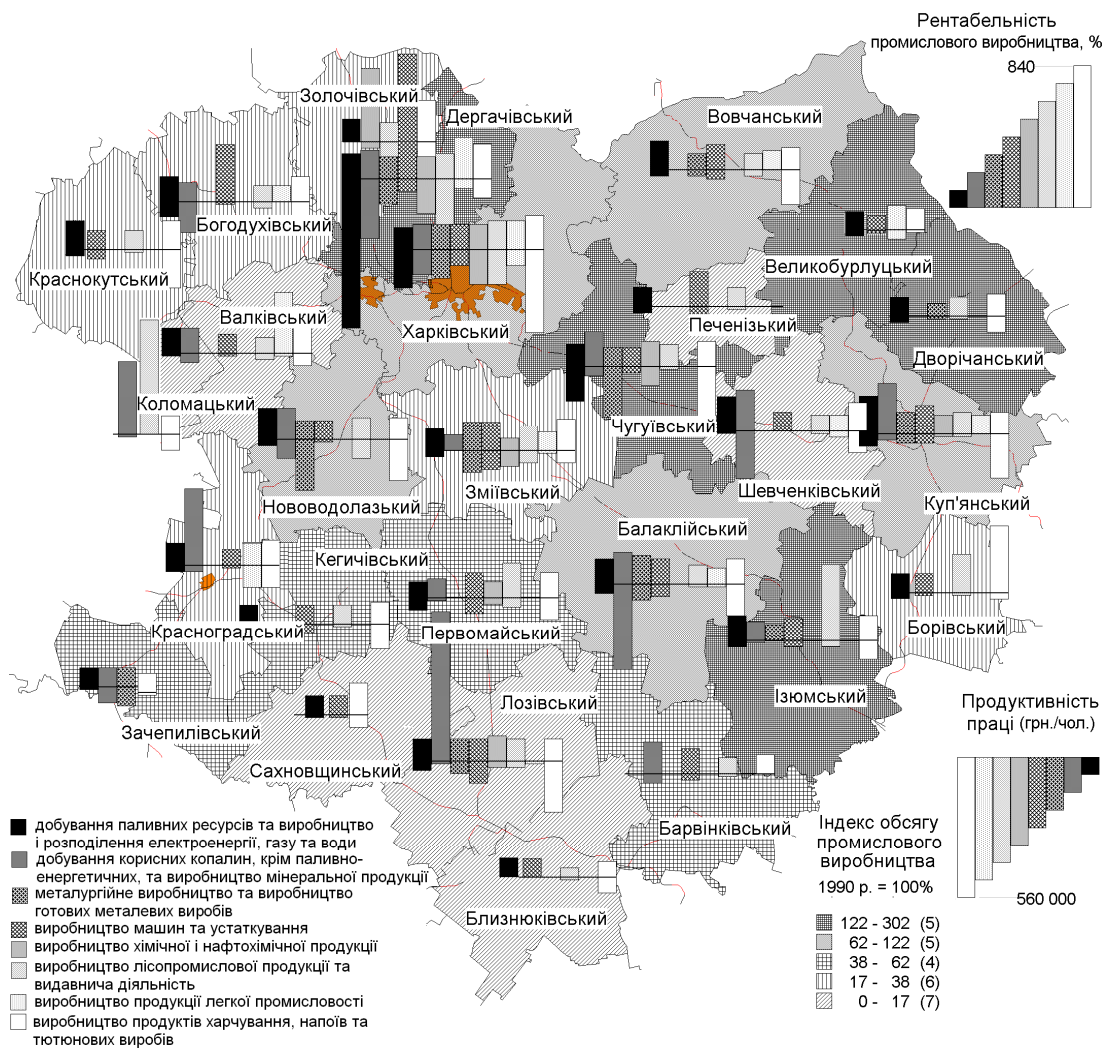 Рентабельність
промислового виробництва, %
840
Золочівський
Дергачівський
Вовчанський
Богодухівський
Краснокутський
Великобурлуцький
Валківський
Харківський
Печенізький
Дворічанський
Коломацький
Чугуївський
Нововодолазький
Зміївський
Шевченківський
Куп'янський
Балаклійський
Кегичівський
Красноградський
Первомайський
Борівський
Ізюмський
Лозівський
Зачепилівський
Сахновщинський
Барвінківський
Близнюківський
Продуктивність
праці (грн./чол.)
560 000
добування паливних ресурсів та виробництво
і розподілення електроенергії, газу та води
добування корисних копалин, крім паливно-
енергетичних, та виробництво мінеральної продукції
металургійне виробництво та виробництво
готових металевих виробів
виробництво машин та устаткування
виробництво хімічної і нафтохімічної продукції
виробництво лісопромислової продукції та
видавнича діяльність
виробництво продукції легкої промисловості
виробництво продуктів харчування, напоїв та
тютюнових виробів
Індекс обсягу
промислового
виробництва
1990 р. = 100%
122 - 302 (5)
62 - 122 (5)
38 - 62 (4)
17 - 38 (6)
0 - 17 (7)